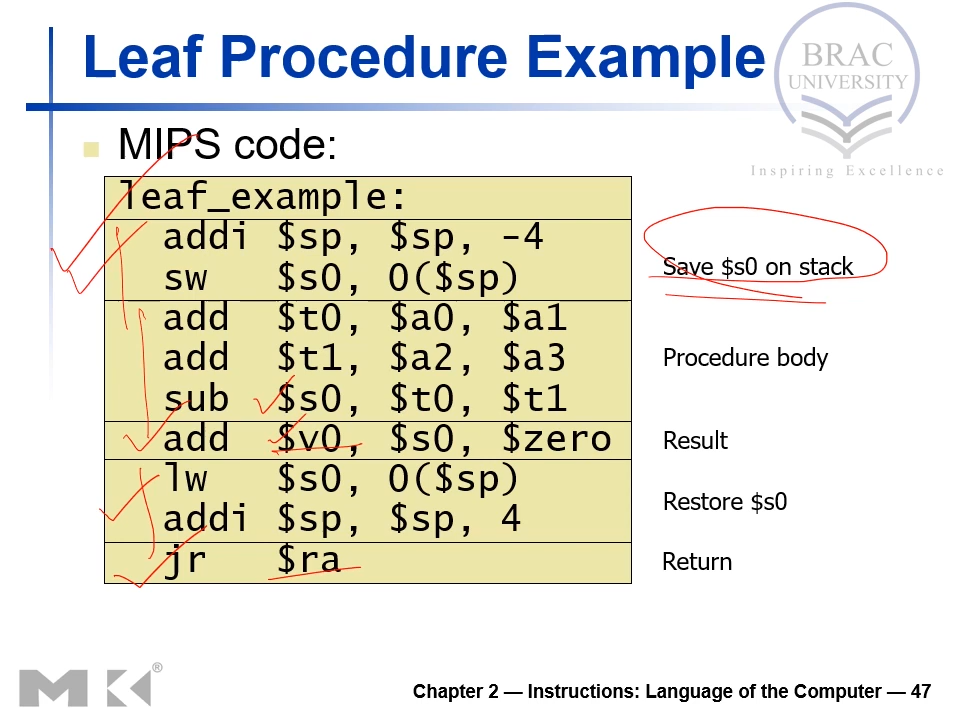 Leaf Procedure Example
BRAC
UNIVERSITY
Inspiring Excellence
MIPS code:
leaf_example:
addi $sp, $sp, -4
sw $s0, 0($sp)
Save $s0 on stack
add $t0, $a0, $a1
add $t1, $a2, $a3
Procedure body
sub $s0, $t0, $t1
add $v0, $s0, $zero
Result
lw $s0, 0($sp)
Restore $s0
addi $sp, $sp, 4
jr $ra
Return
MK®
Chapter 2 — Instructions: Language of the Computer — 47